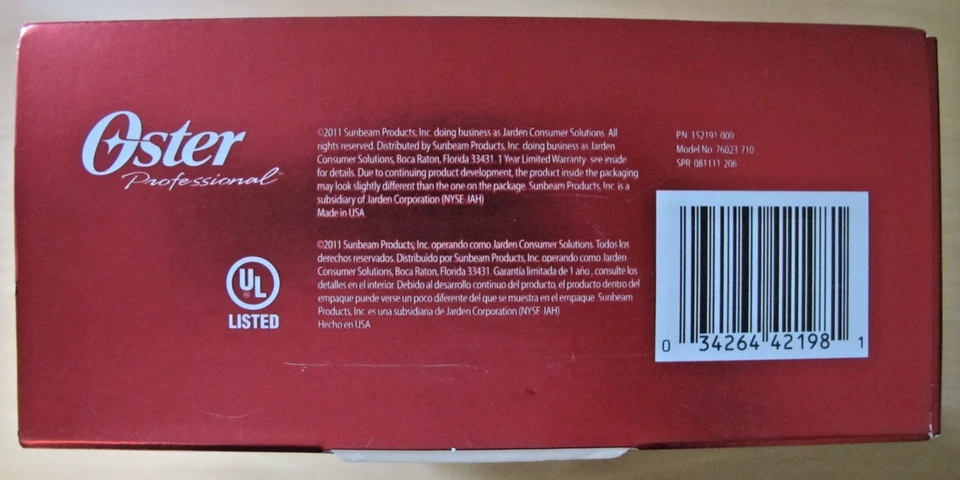 Oster
Professional™
©2011 Sunbeam Products, Inc. doing business as Jarden Consumer Solutions. All
rights reserved. Distributed by Sunbeam Products, Inc. doing business as Jarden
Consumer Solutions, Boca Raton, Florida 33431. 1 Year Limited Warranty- see inside
for details. Due to continuing product development, the product inside the packaging
may look slightly different than the one on the package. Sunbeam Products, Inc. is a
subsidiary of Jarden Corporation (NYSE: JAH)
Made in USA
©2011 Sunbeam Products, Inc. operando como Jarden Consumer Solutions. Todos los
derechos reservados. Distribuido por Sunbeam Products, Inc. operando como Jarden
Consumer Solutions, Boca Raton, Florida 33431. Garantía limitada de 1 año, consulte los
detalles en el interior. Debido al desarrollo continuo del producto, el producto dentro del
empaque puede verse un poco diferente del que se muestra en el empaque. Sunbeam
Products, Inc. es una subsidiaria de Jarden Corporation (NYSE: JAH)
Hecho en USA
UL
®
LISTED
PN 152191 000
Model No. 76023 710
SPR 081111 206
0 34264 42198 1